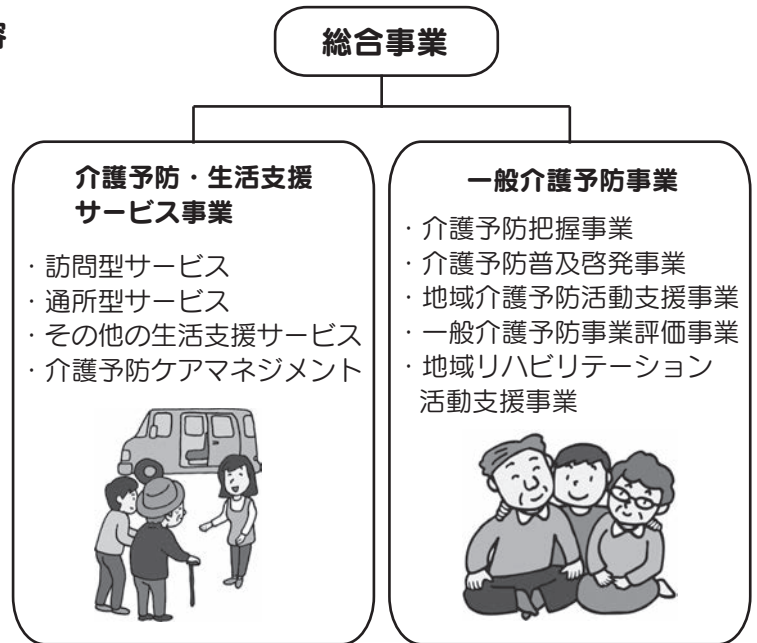 総合事業
介護予防・生活支援
サービス事業
・訪問型サービス
・通所型サービス
・その他の生活支援サービス
・介護予防ケアマネジメント
一般介護予防事業
・介護予防把握事業
・介護予防普及啓発事業
・地域介護予防活動支援事業
・一般介護予防事業評価事業
・地域リハビリテーション
活動支援事業